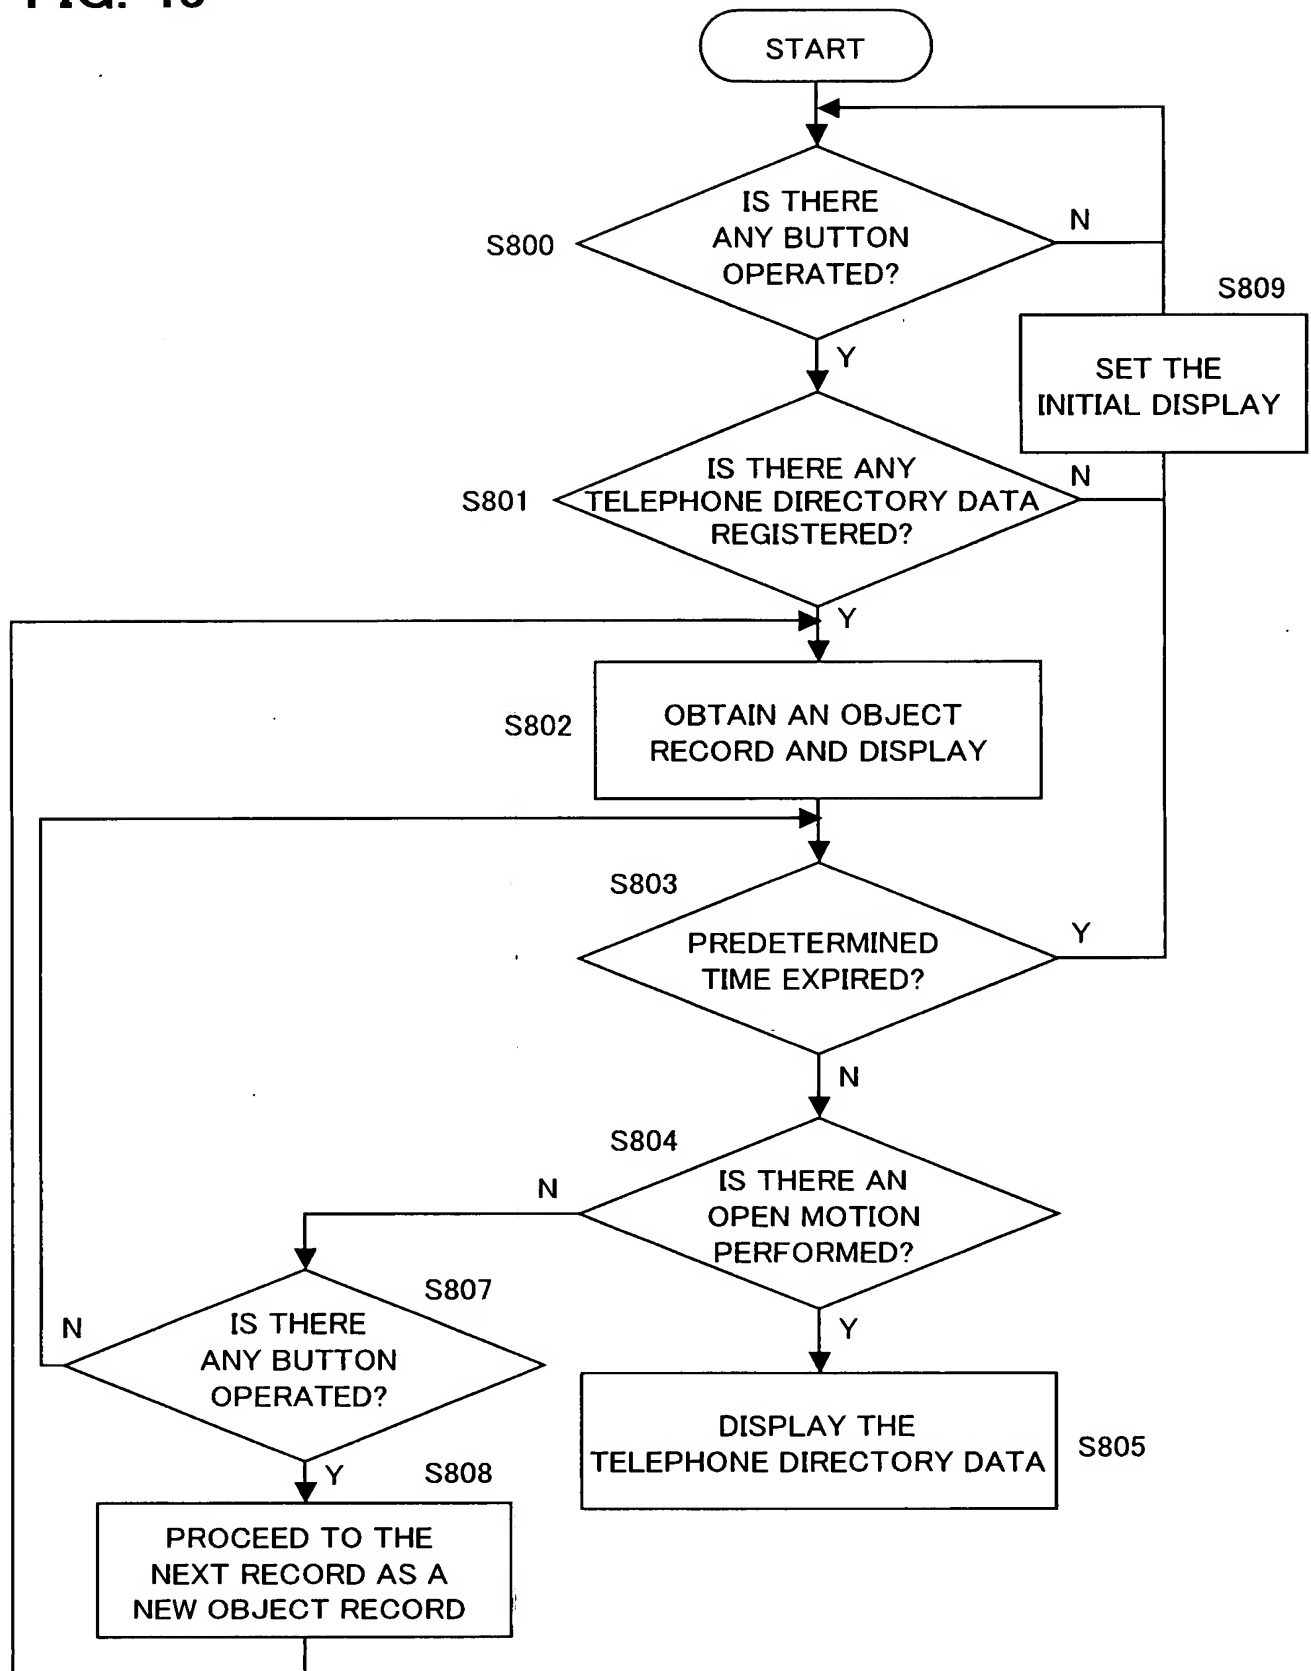 START
IS THERE
ANY BUTTON
OPERATED?
S800
N
Y
S809
SET THE
INITIAL DISPLAY
IS THERE ANY
TELEPHONE DIRECTORY DATA
REGISTERED?
S801
N
Y
S802
OBTAIN AN OBJECT
RECORD AND DISPLAY
S803
PREDETERMINED
TIME EXPIRED?
Y
N
S804
IS THERE AN
OPEN MOTION
PERFORMED?
N
Y
S807
IS THERE
ANY BUTTON
OPERATED?
N
Y
DISPLAY THE
TELEPHONE DIRECTORY DATA
S805
S808
PROCEED TO THE
NEXT RECORD AS A
NEW OBJECT RECORD